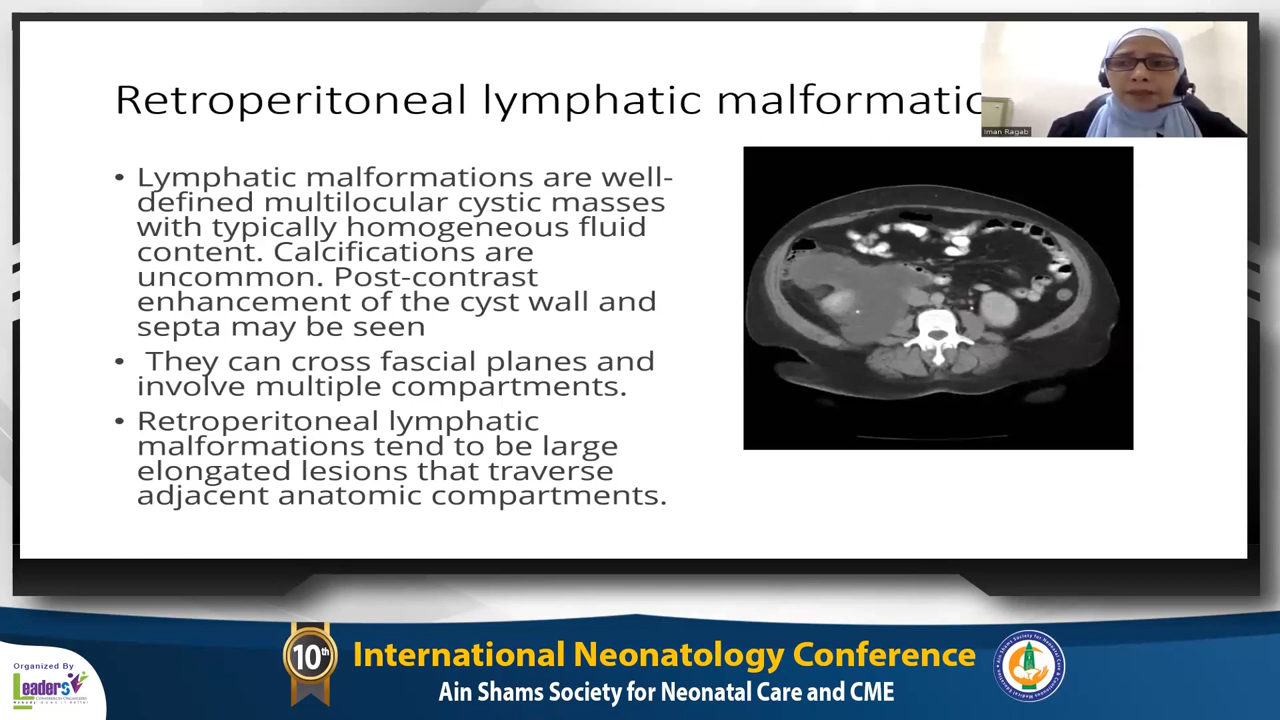 Retroperitoneal lymphatic malformatio
Iman Ragab
• Lymphatic malformations are well-
defined multilocular cystic masses
with typically homogeneous fluid
content. Calcifications are
uncommon. Post-contrast
enhancement of the cyst wall and
septa may be seen
• They can cross fascial planes and
involve multiple compartments.
• Retroperitoneal lymphatic
malformations tend to be large
elongated lesions that traverse
adjacent anatomic compartments.
Organized By
Leaders
10th
International Neonatology Conference
Ain Shams Society for Neonatal Care and CME